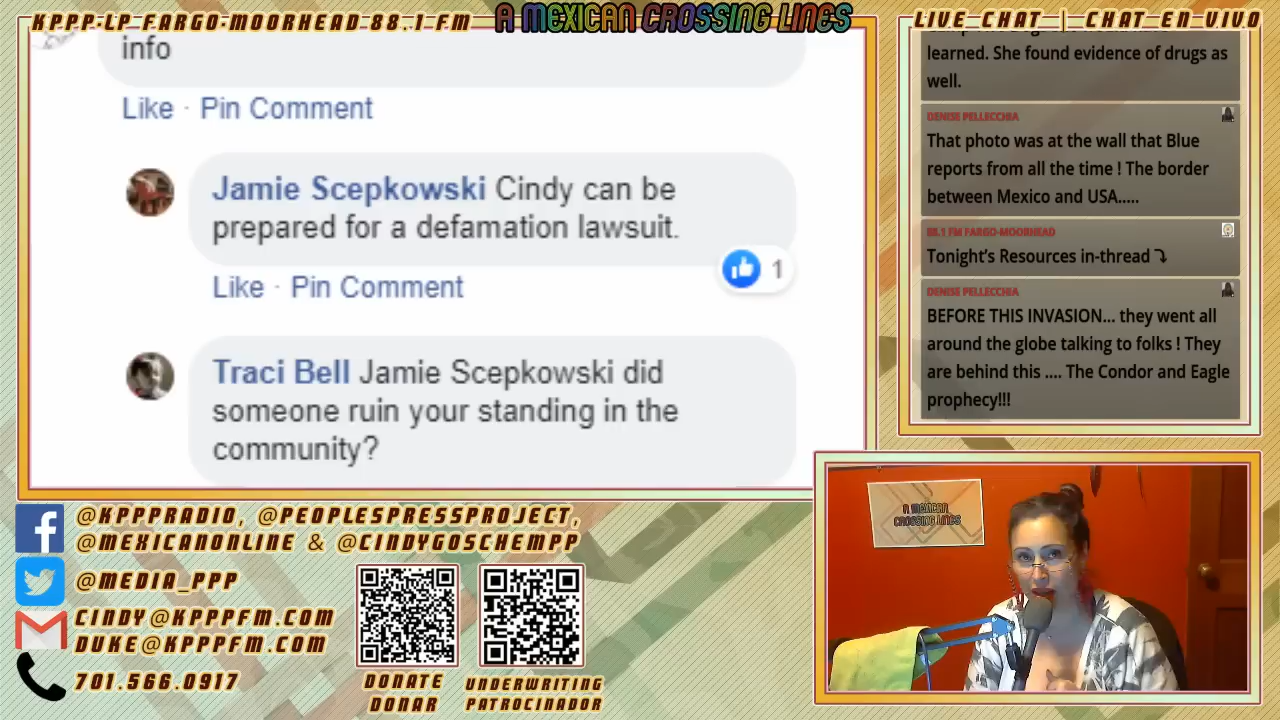 KPPP-LP FARGO-MOORHEAD 88.1 FM
A MEXICAN CROSSING LINES
LIVE CHAT | CHAT EN VIVO
info
Like · Pin Comment
Jamie Scepkowski Cindy can be
prepared for a defamation lawsuit.
1
Like · Pin Comment
Traci Bell Jamie Scepkowski did
someone ruin your standing in the
community?
learned. She found evidence of drugs as
well.
DENISE PELLECCHIA
That photo was at the wall that Blue
reports from all the time ! The border
between Mexico and USA.....
88.1 FM FARGO-MOORHEAD
Tonight's Resources in-thread ⤵
DENISE PELLECCHIA
BEFORE THIS INVASION... they went all
around the globe talking to folks ! They
are behind this .... The Condor and Eagle
prophecy!!!
A MEXICAN
CROSSING LINES
@KPPPRADIO, @PEOPLESPRESSPROJECT,
@MEXICANONLINE & @CINDYGOSCHEMPP
@MEDIA_PPP
CINDY@KPPPFM.COM
DUKE@KPPPFM.COM
701.566.0917
DONATE
DONAR
UNDERWRITING
PATROCINADOR